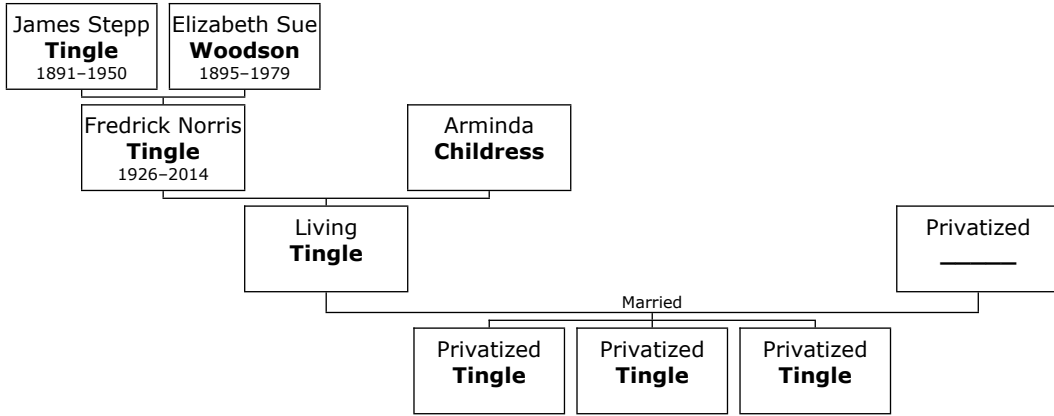 James Stepp
Tingle
1891–1950
Elizabeth Sue
Woodson
1895–1979
Fredrick Norris
Tingle
1926–2014
Arminda
Childress
Living
Tingle
Privatized
_____
Married
Privatized
Tingle
Privatized
Tingle
Privatized
Tingle